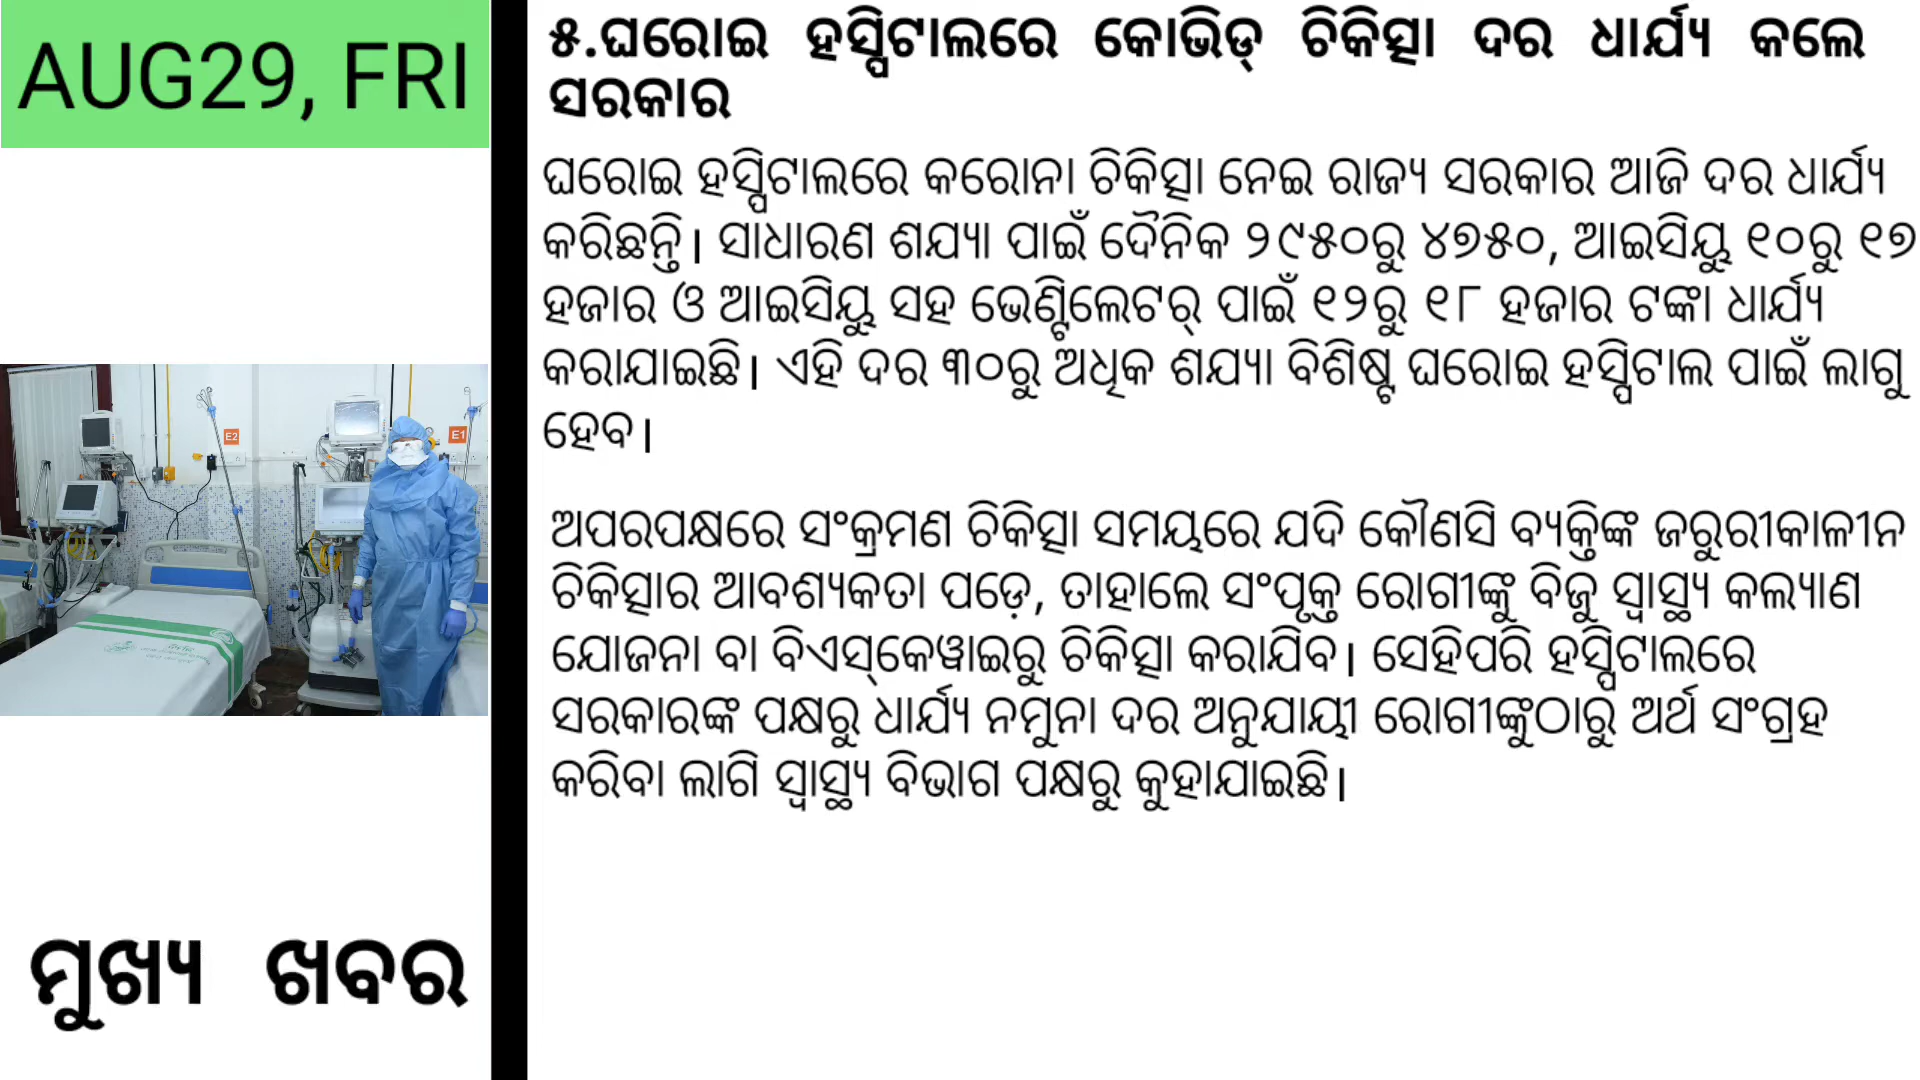 AUG29, FRI
୫.ଘରୋଇ ହସ୍ପିଟାଲରେ କୋଭିଡ୍ ଚିକିତ୍ସା ଦର ଧାର୍ଯ୍ୟ କଲେ
ସରକାର
ଘରୋଇ ହସ୍ପିଟାଲରେ କରୋନା ଚିକିତ୍ସା ନେଇ ରାଜ୍ୟ ସରକାର ଆଜି ଦର ଧାର୍ଯ୍ୟ
କରିଛନ୍ତି। ସାଧାରଣ ଶଯ୍ୟା ପାଇଁ ଦୈନିକ ୨୯୫୦ରୁ ୪୭୫୦, ଆଇସିୟୁ ୧୦ରୁ ୧୭
ହଜାର ଓ ଆଇସିୟୁ ସହ ଭେଣ୍ଟିଲେଟର୍ ପାଇଁ ୧୨ରୁ ୧୮ ହଜାର ଟଙ୍କା ଧାର୍ଯ୍ୟ
କରାଯାଇଛି। ଏହି ଦର ୩୦ରୁ ଅଧିକ ଶଯ୍ୟା ବିଶିଷ୍ଟ ଘରୋଇ ହସ୍ପିଟାଲ ପାଇଁ ଲାଗୁ
ହେବ।
ଅପରପକ୍ଷରେ ସଂକ୍ରମଣ ଚିକିତ୍ସା ସମୟରେ ଯଦି କୌଣସି ବ୍ୟକ୍ତିଙ୍କ ଜରୁରୀକାଳୀନ
ଚିକିତ୍ସାର ଆବଶ୍ୟକତା ପଡ଼େ, ତାହାଲେ ସଂପୃକ୍ତ ରୋଗୀଙ୍କୁ ବିଜୁ ସ୍ୱାସ୍ଥ୍ୟ କଲ୍ୟାଣ
ଯୋଜନା ବା ବିଏସ୍‌କେୱାଇରୁ ଚିକିତ୍ସା କରାଯିବ। ସେହିପରି ହସ୍ପିଟାଲରେ
ସରକାରଙ୍କ ପକ୍ଷରୁ ଧାର୍ଯ୍ୟ ନମୁନା ଦର ଅନୁଯାୟୀ ରୋଗୀଙ୍କୁଠାରୁ ଅର୍ଥ ସଂଗ୍ରହ
କରିବା ଲାଗି ସ୍ୱାସ୍ଥ୍ୟ ବିଭାଗ ପକ୍ଷରୁ କୁହାଯାଇଛି।
E2
E1
ମୁଖ୍ୟ ଖବର